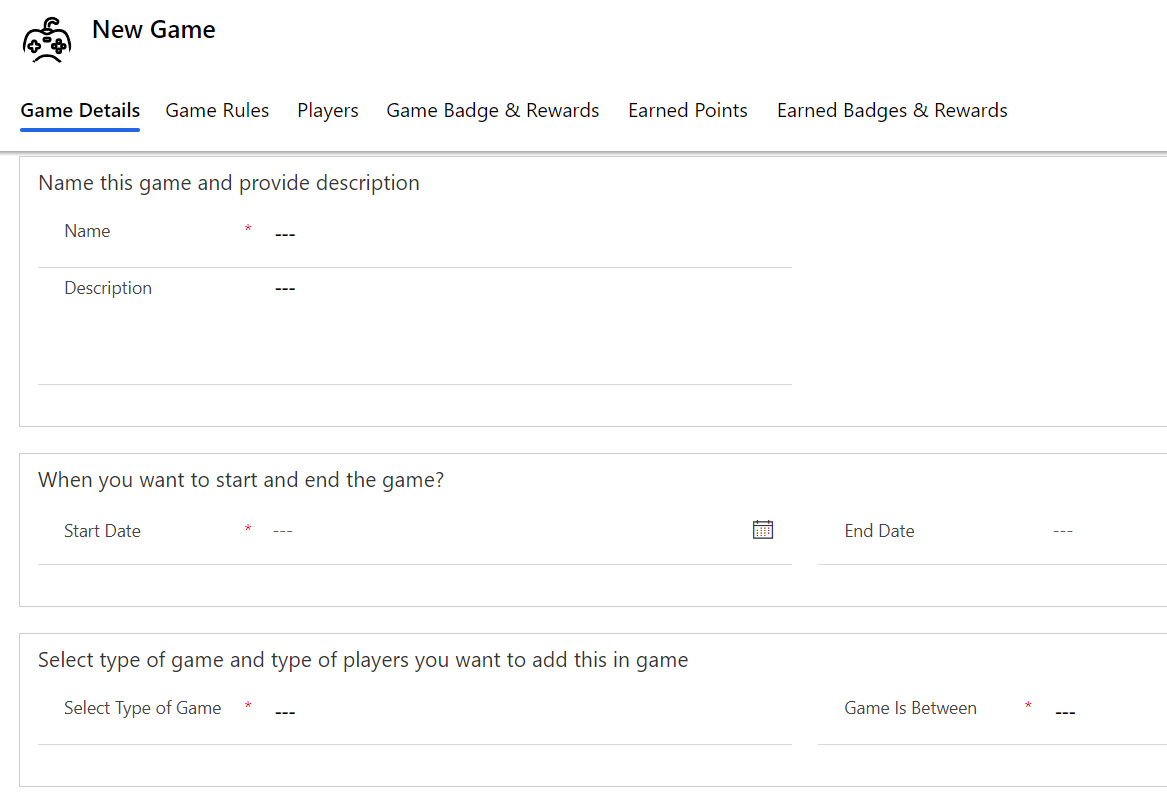 New Game
Game Details Game Rules Players Game Badge & Rewards Earned Points Earned Badges & Rewards
Name this game and provide description
Name * ---
Description ---
When you want to start and end the game?
Start Date * --- End Date ---
Select type of game and type of players you want to add this in game
Select Type of Game * --- Game Is Between * ---